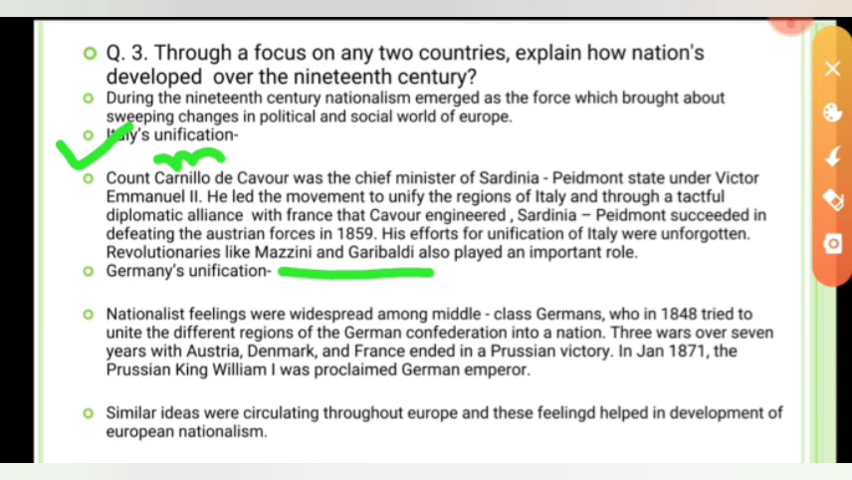 Q. 3. Through a focus on any two countries, explain how nation's
developed over the nineteenth century?
During the nineteenth century nationalism emerged as the force which brought about
sweeping changes in political and social world of europe.
Italy's unification-
Count Carnillo de Cavour was the chief minister of Sardinia - Peidmont state under Victor
Emmanuel II. He led the movement to unify the regions of Italy and through a tactful
diplomatic alliance with france that Cavour engineered , Sardinia – Peidmont succeeded in
defeating the austrian forces in 1859. His efforts for unification of Italy were unforgotten.
Revolutionaries like Mazzini and Garibaldi also played an important role.
Germany's unification-
Nationalist feelings were widespread among middle - class Germans, who in 1848 tried to
unite the different regions of the German confederation into a nation. Three wars over seven
years with Austria, Denmark, and France ended in a Prussian victory. In Jan 1871, the
Prussian King William I was proclaimed German emperor.
Similar ideas were circulating throughout europe and these feelingd helped in development of
european nationalism.